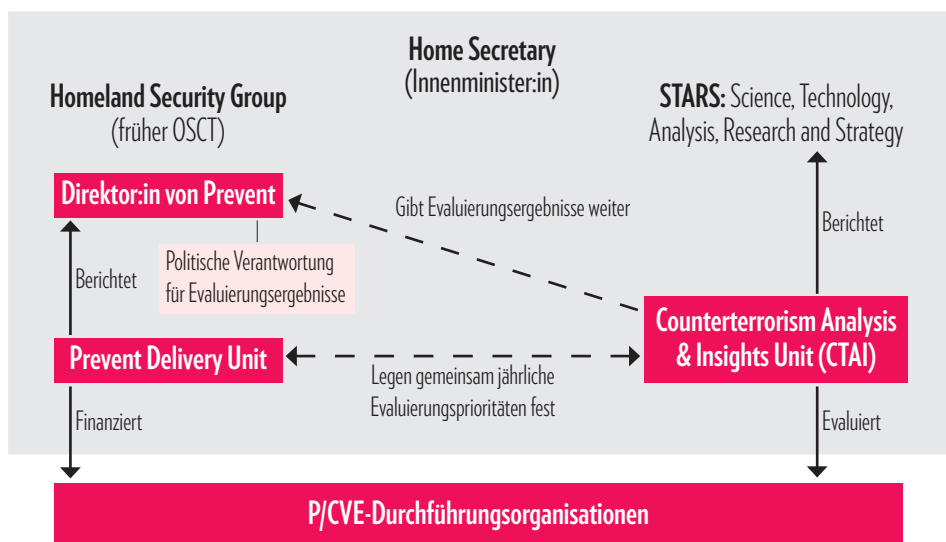 Home Secretary
(Innenminister:in)
Homeland Security Group
(früher OSCT)
STARS: Science, Technology,
Analysis, Research and Strategy
Direktor:in von Prevent
Gibt Evaluierungsergebnisse weiter
Berichtet
Berichtet
Politische Verantwortung
für Evaluierungsergebnisse
Prevent Delivery Unit
Counterterrorism Analysis
& Insights Unit (CTAI)
Legen gemeinsam jährliche
Evaluierungsprioritäten fest
Finanziert
Evaluiert
P/CVE-Durchführungsorganisationen